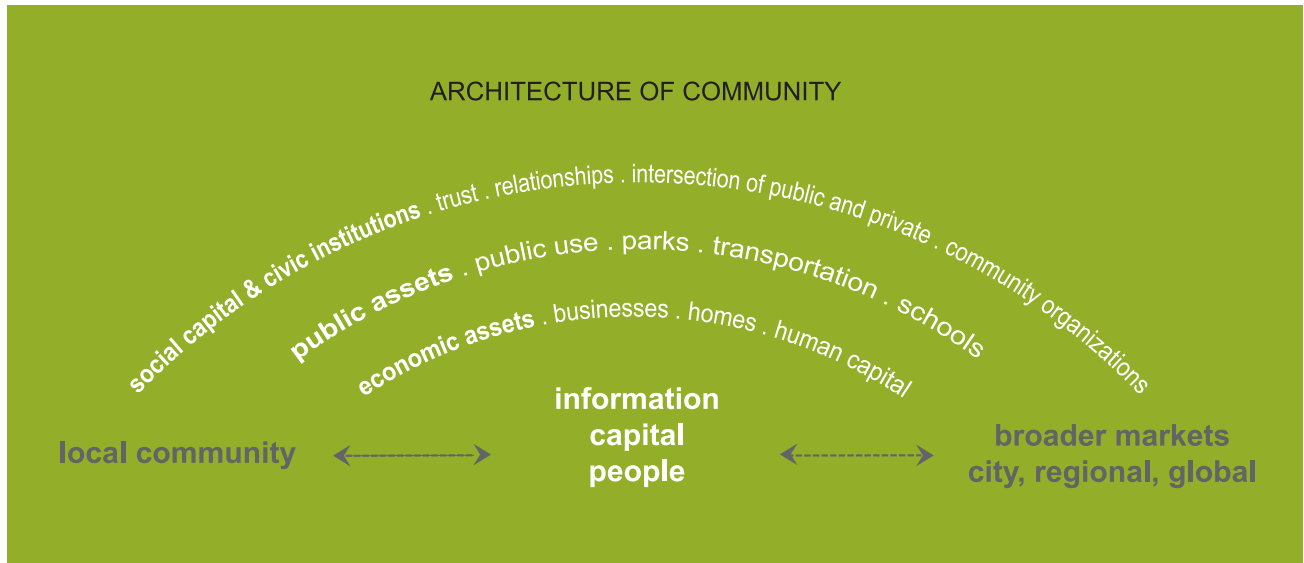 ARCHITECTURE OF COMMUNITY
social capital & civic institutions . trust . relationships . intersection of public and private . community organizations
public assets . public use . parks . transportation . schools
economic assets . businesses . homes . human capital
local community
information
capital
people
broader markets
city, regional, global